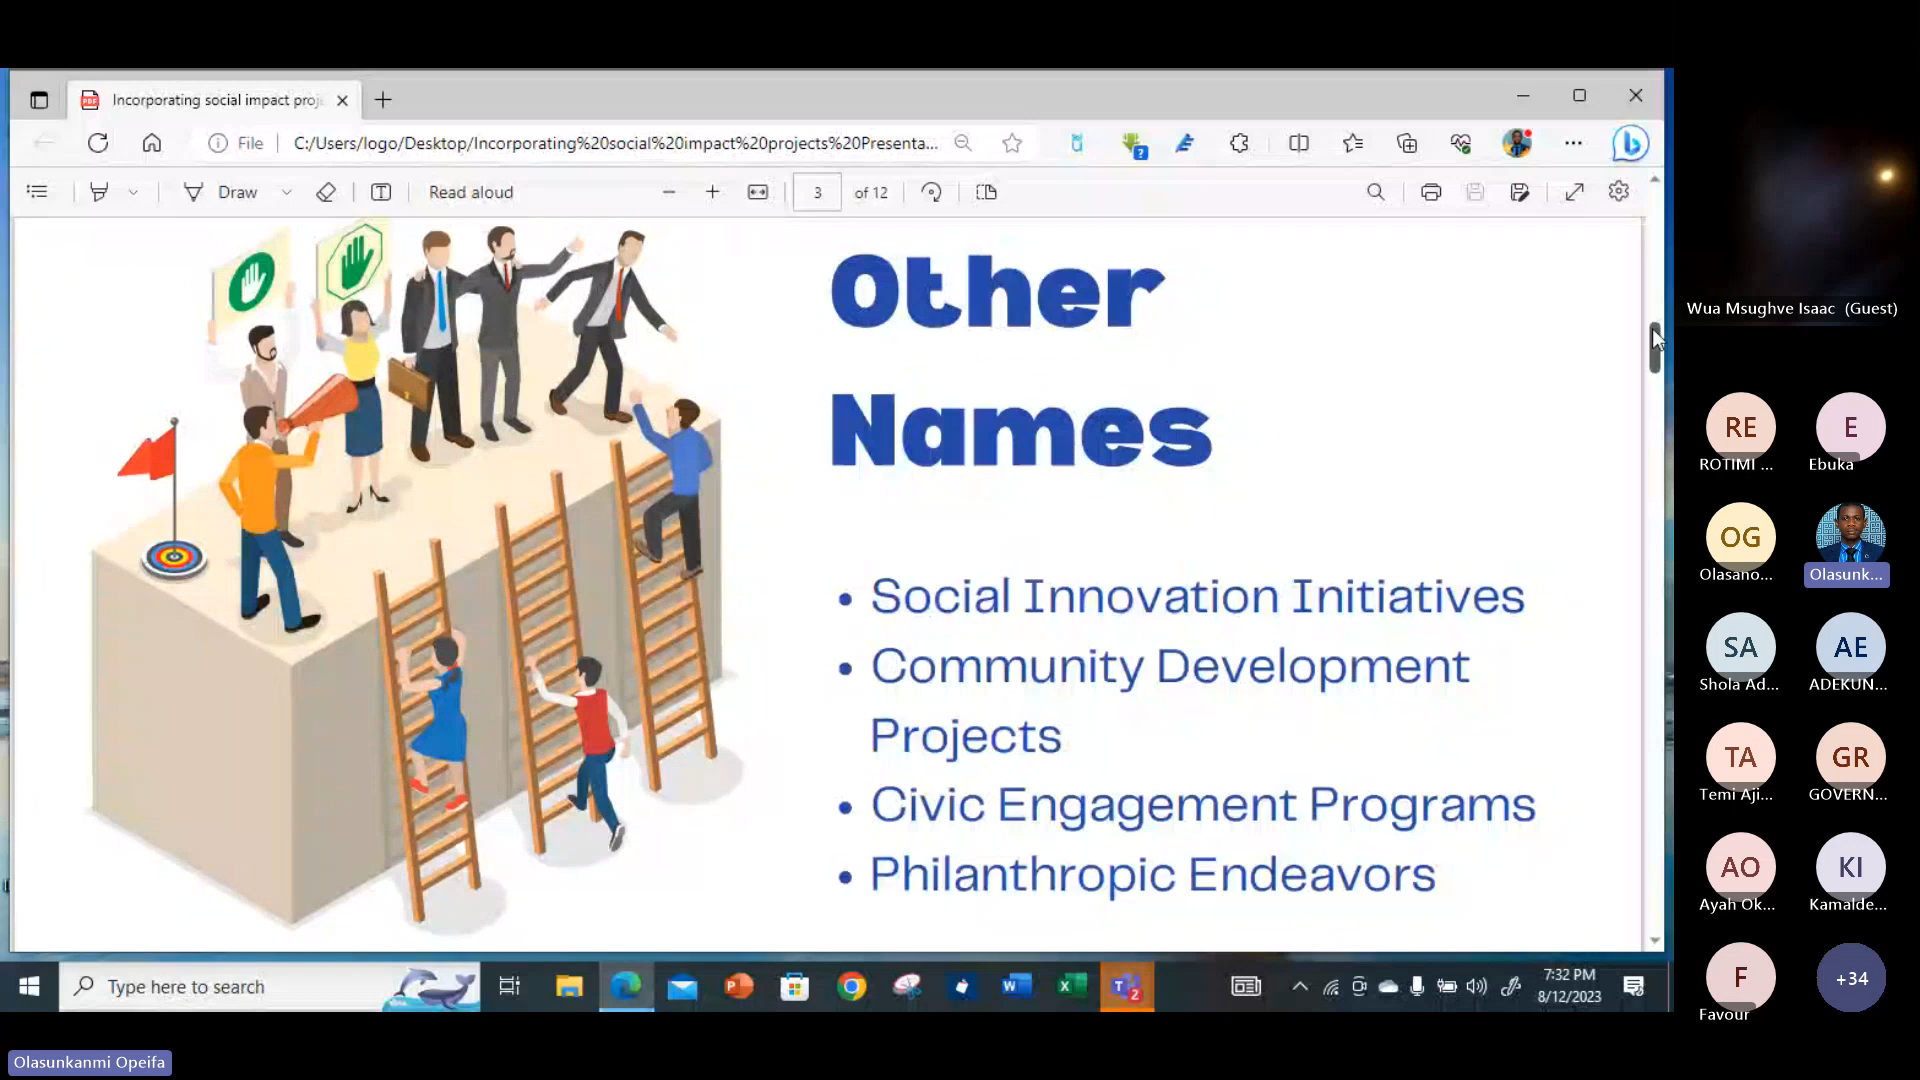 Incorporating social impact proj
File
C:/Users/logo/Desktop/Incorporating%20social%20impact%20projects%20Presenta...
Draw
Read aloud
3
of 12
Other
Names
• Social Innovation Initiatives
• Community Development
Projects
• Civic Engagement Programs
• Philanthropic Endeavors
Type here to search
7:32 PM
8/12/2023
Olasunkanmi Opeifa
Wua Msughve Isaac (Guest)
RE
E
ROTIMI ...
Ebuka
OG
Olasano...
Olasunk...
SA
AE
Shola Ad...
ADEKUN...
TA
GR
Temi Aji...
GOVERN...
AO
KI
Ayah Ok...
Kamalde...
F
+34
Favour